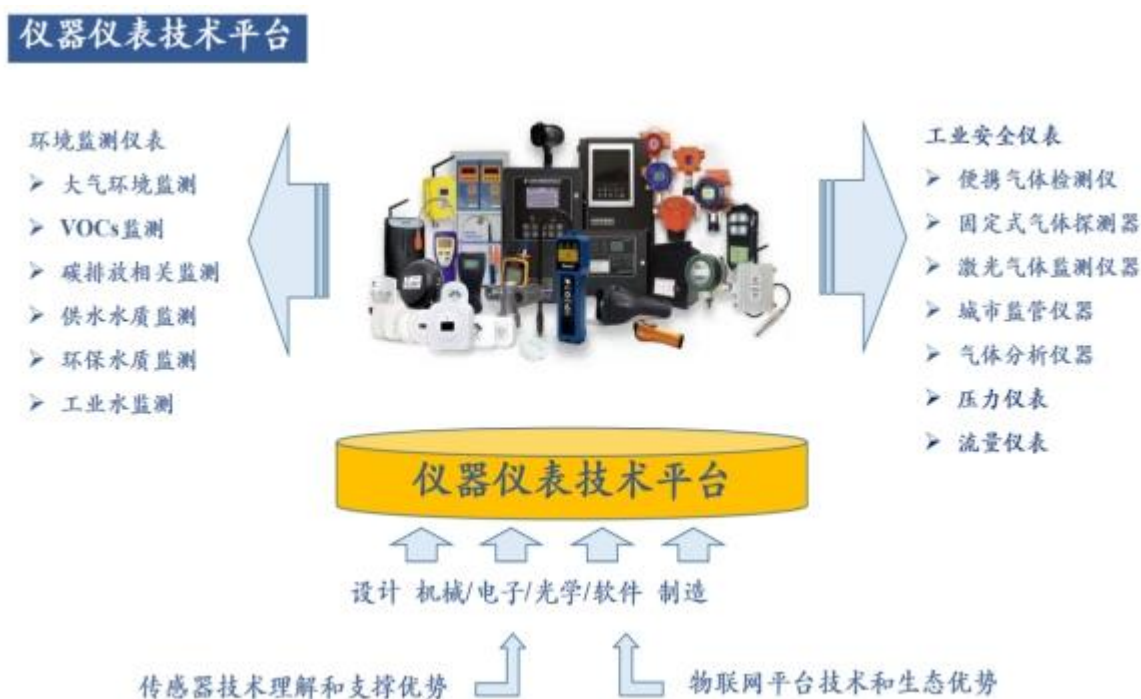 仪器仪表技术平台
环境监测仪表
➢ 大气环境监测
➢ VOCs监测
➢ 碳排放相关监测
➢ 供水水质监测
➢ 环保水质监测
➢ 工业水监测
工业安全仪表
➢ 便携气体检测仪
➢ 固定式气体探测器
➢ 激光气体监测仪器
➢ 城市监管仪器
➢ 气体分析仪器
➢ 压力仪表
➢ 流量仪表
仪器仪表技术平台
设计 机械/电子/光学/软件 制造
传感器技术理解和支撑优势
物联网平台技术和生态优势